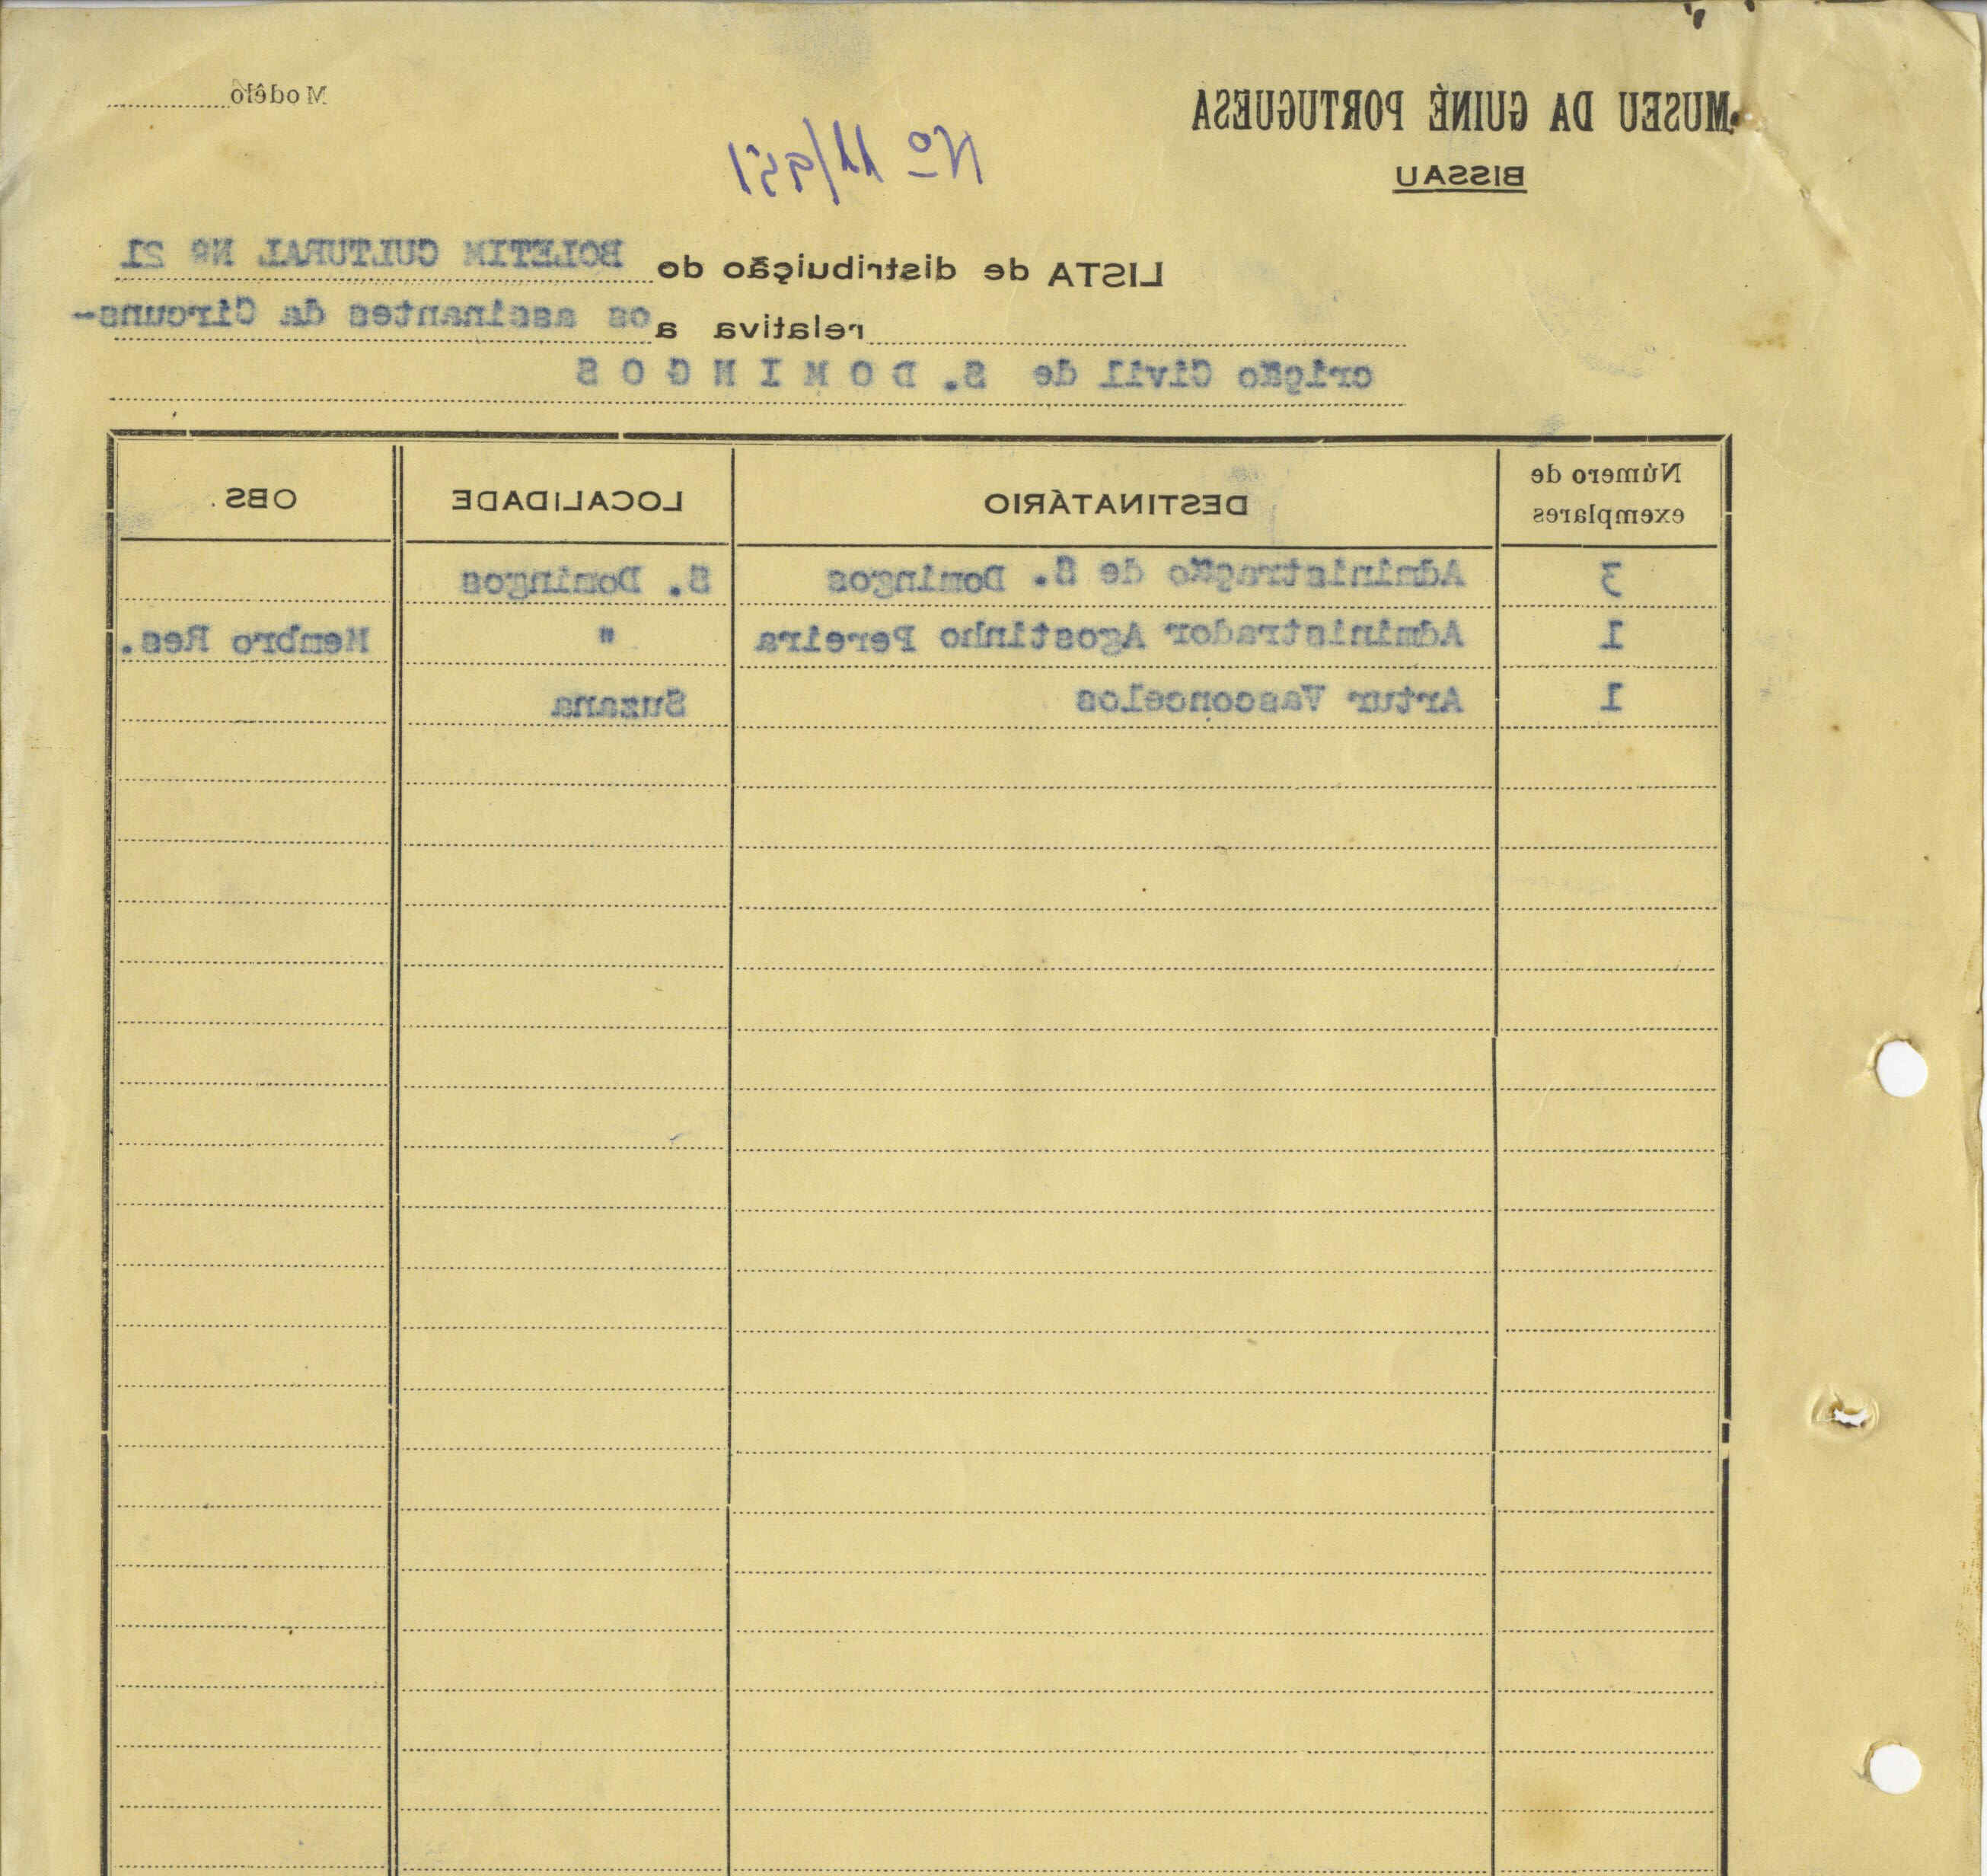 MUSEU DA GUINÉ PORTUGUESA
BISSAU
Modêlo
Nº 11/951
LISTA de distribuição do BOLETIM CULTURAL Nº 21
relativa aos assinantes da Circuns-
crição Civil de S. DOMINGOS
Número de exemplares DESTINATÁRIO LOCALIDADE OBS.
3 Administração de S. Domingos S. Domingos
1 Administrador Agostinho Pereira " Membro Res.
1 Artur Vasconcelos Suzana